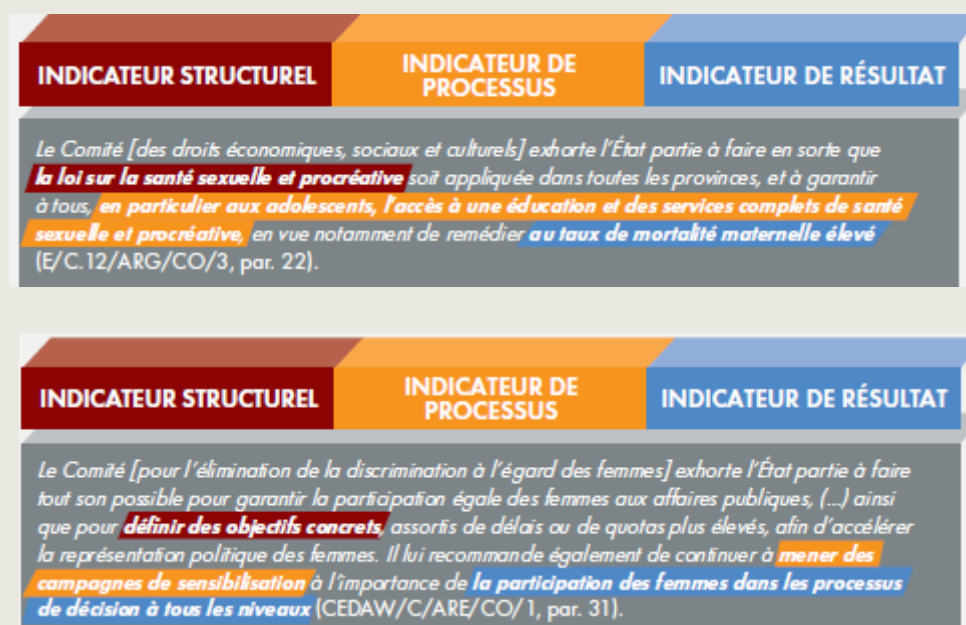 INDICATEUR STRUCTUREL
INDICATEUR DE
PROCESSUS
INDICATEUR DE RÉSULTAT
Le Comité [des droits économiques, sociaux et culturels] exhorte l'État partie à faire en sorte que
la loi sur la santé sexuelle et procréative soit appliquée dans toutes les provinces, et à garantir
à tous, en particulier aux adolescents, l'accès à une éducation et des services complets de santé
sexuelle et procréative, en vue notamment de remédier au taux de mortalité maternelle élevé
(E/C.12/ARG/CO/3, par. 22).
INDICATEUR STRUCTUREL
INDICATEUR DE
PROCESSUS
INDICATEUR DE RÉSULTAT
Le Comité [pour l'élimination de la discrimination à l'égard des femmes] exhorte l'État partie à faire
tout son possible pour garantir la participation égale des femmes aux affaires publiques, (...) ainsi
que pour définir des objectifs concrets, assortis de délais ou de quotas plus élevés, afin d'accélérer
la représentation politique des femmes. Il lui recommande également de continuer à mener des
campagnes de sensibilisation à l'importance de la participation des femmes dans les processus
de décision à tous les niveaux (CEDAW/C/ARE/CO/1, par. 31).